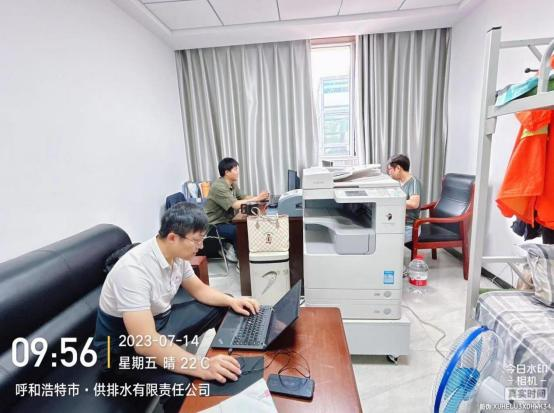 09:56
2023-07-14
星期五 晴 22℃
呼和浩特市·供排水有限责任公司
今日水印
相机
真实时间